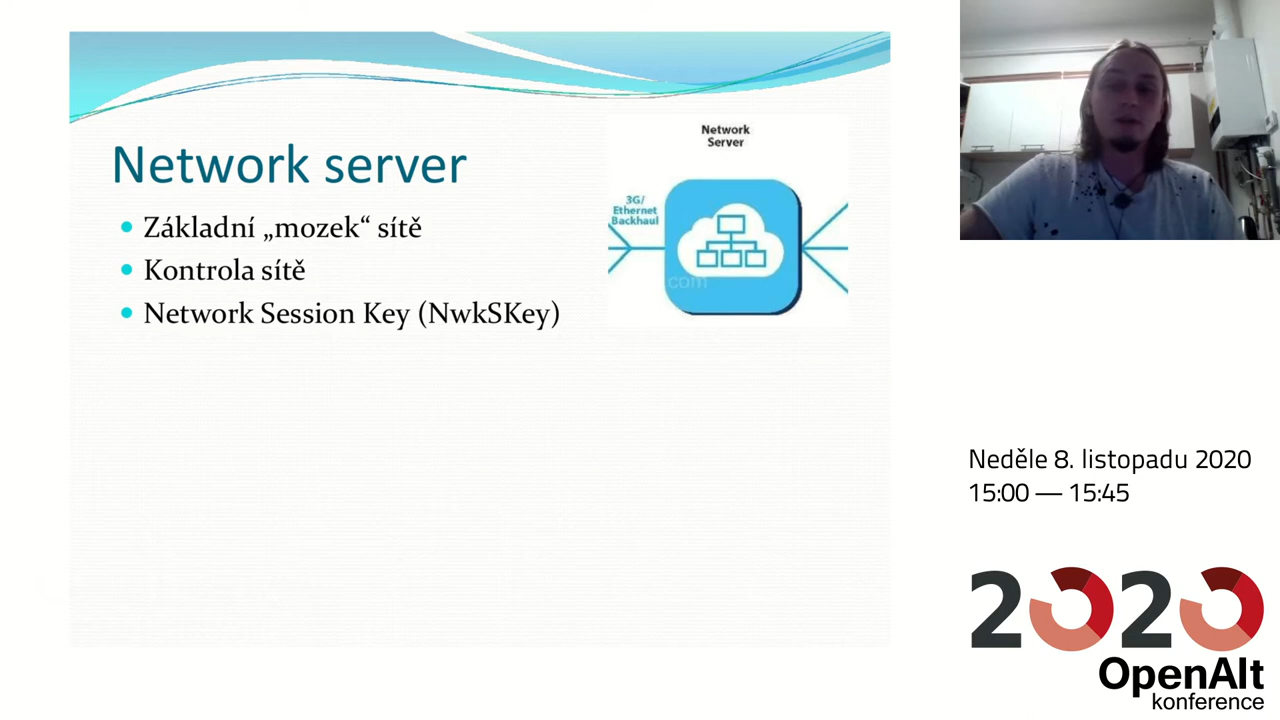 Network server
Základní „mozek“ sítě
Kontrola sítě
Network Session Key (NwkSKey)
Network
Server
3G/
Ethernet
Backhaul
com
Neděle 8. listopadu 2020
15:00 — 15:45
2020
OpenAlt
konference